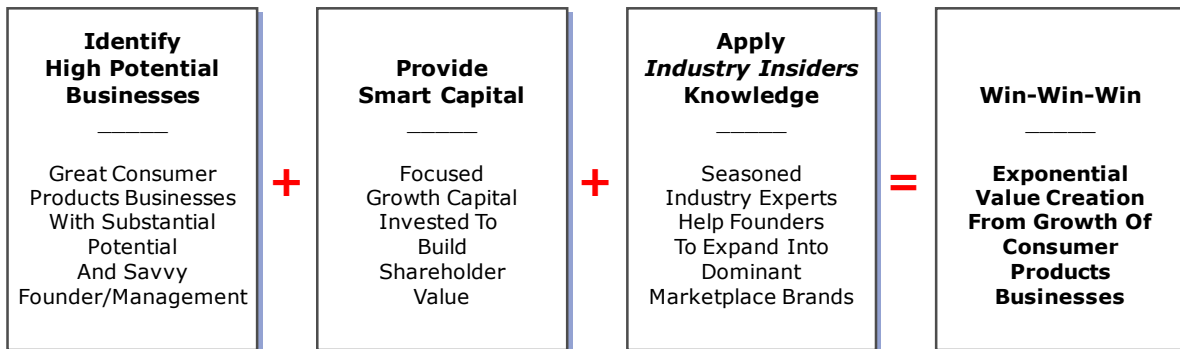 Identify
High Potential
Businesses
_____
Great Consumer
Products Businesses
With Substantial
Potential
And Savvy
Founder/Management
+
Provide
Smart Capital
_____
Focused
Growth Capital
Invested To
Build
Shareholder
Value
+
Apply
Industry Insiders
Knowledge
_____
Seasoned
Industry Experts
Help Founders
To Expand Into
Dominant
Marketplace Brands
=
Win-Win-Win
_____
Exponential
Value Creation
From Growth Of
Consumer
Products
Businesses